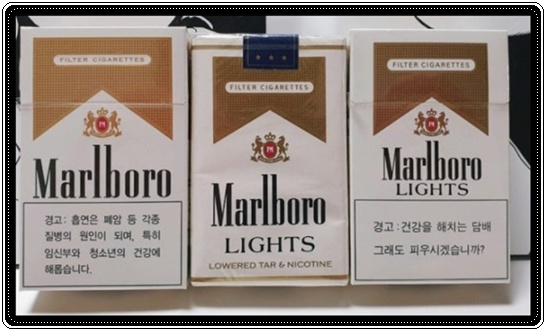 FILTER CIGARETTES
Marlboro
경고: 흡연은 폐암 등 각종
질병의 원인이 되며, 특히
임신부와 청소년의 건강에
해롭습니다.
FILTER CIGARETTES
Marlboro
LIGHTS
LOWERED TAR & NICOTINE
FILTER CIGARETTES
Marlboro
LIGHTS
경고:건강을 해치는 담배
그래도 피우시겠습니까?